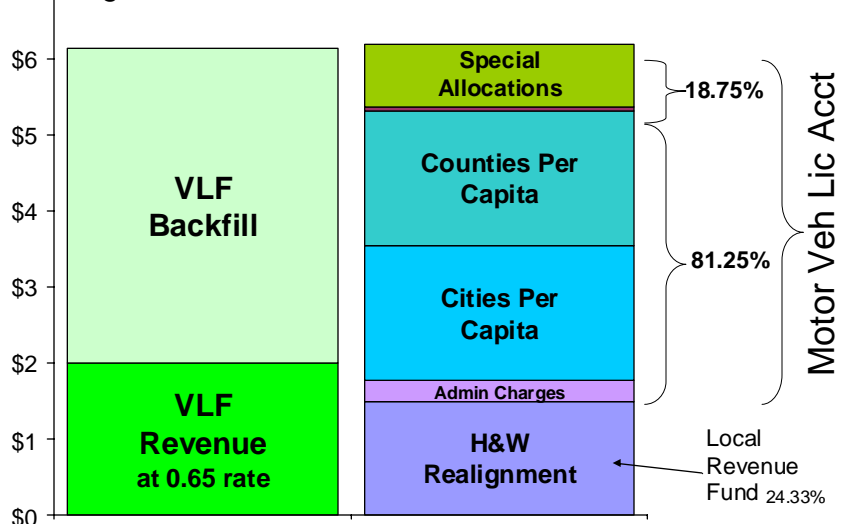 $6
$5
$4
$3
$2
$1
$0
VLF
Backfill
VLF
Revenue
at 0.65 rate
Special
Allocations
Counties Per
Capita
Cities Per
Capita
Admin Charges
H&W
Realignment
18.75%
81.25%
Motor Veh Lic Acct
Local
Revenue
Fund 24.33%